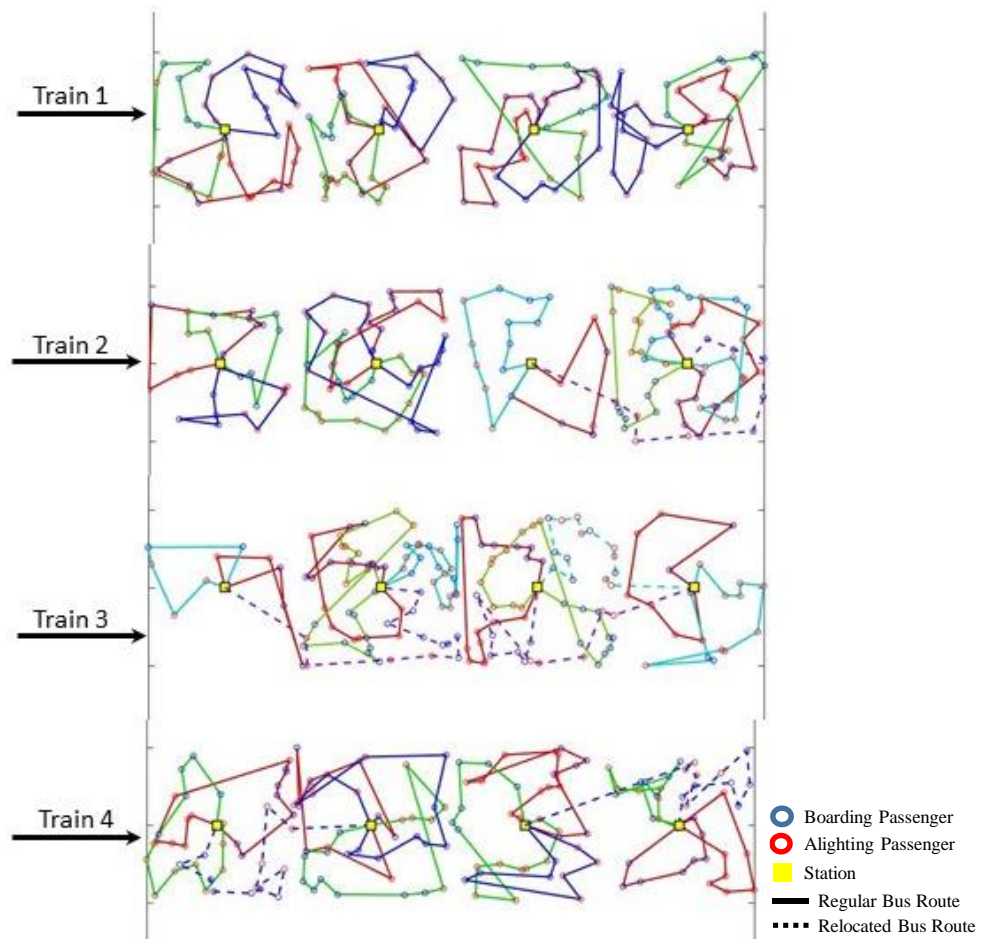 Train 1
Train 2
Train 3
Train 4
Boarding Passenger
Alighting Passenger
Station
Regular Bus Route
Relocated Bus Route